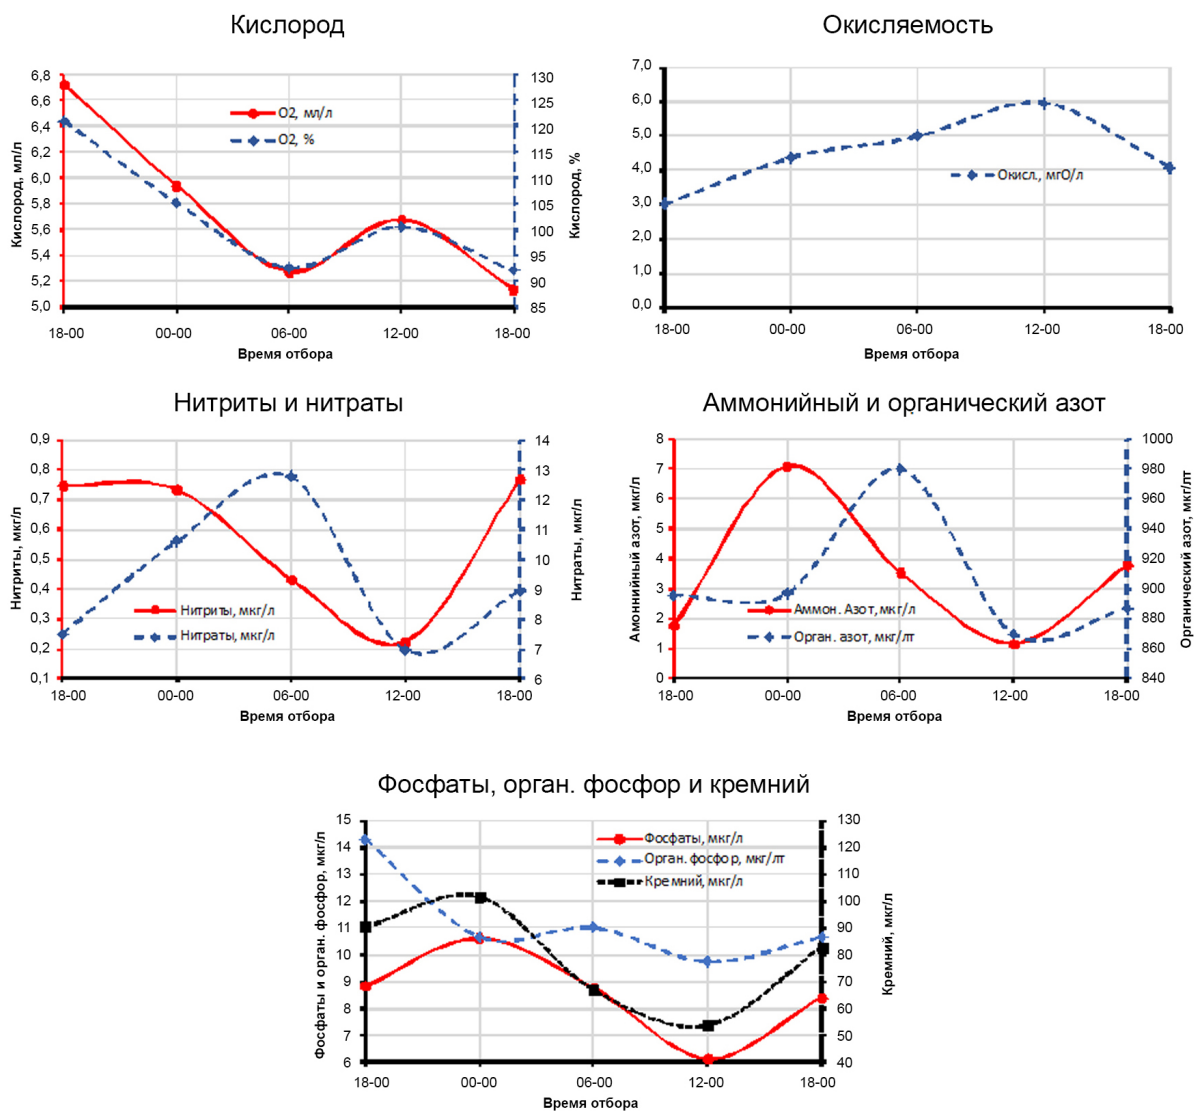 Кислород
Кислород, мл/л
6,8
6,6
6,4
6,2
6,0
5,8
5,6
5,4
5,2
5,0
O2, мл/л
O2, %
130
125
120
115
110
105
100
95
90
85
Кислород, %
18-00 00-00 06-00 12-00 18-00
Время отбора
Окисляемость
7,0
6,0
5,0
4,0
3,0
2,0
1,0
0,0
Окисл., мгО/л
18-00 00-00 06-00 12-00 18-00
Время отбора
Нитриты и нитраты
Нитриты, мкг/л
0,9
0,8
0,7
0,6
0,5
0,4
0,3
0,2
0,1
Нитриты, мкг/л
Нитраты, мкг/л
14
13
12
11
10
9
8
7
6
Нитраты, мкг/л
18-00 00-00 06-00 12-00 18-00
Время отбора
Аммонийный и органический азот
Амоннийный азот, мкг/л
8
7
6
5
4
3
2
1
0
Аммон. Азот, мкг/л
Орган. азот, мкг/лт
1000
980
960
940
920
900
880
860
840
Органический азот, мкг/лт
18-00 00-00 06-00 12-00 18-00
Время отбора
Фосфаты, орган. фосфор и кремний
Фосфаты и орган. фосфор, мкг/л
15
14
13
12
11
10
9
8
7
6
Фосфаты, мкг/л
Орган. фосфор, мкг/лт
Кремний, мкг/л
130
120
110
100
90
80
70
60
50
40
Кремний, мкг/л
18-00 00-00 06-00 12-00 18-00
Время отбора